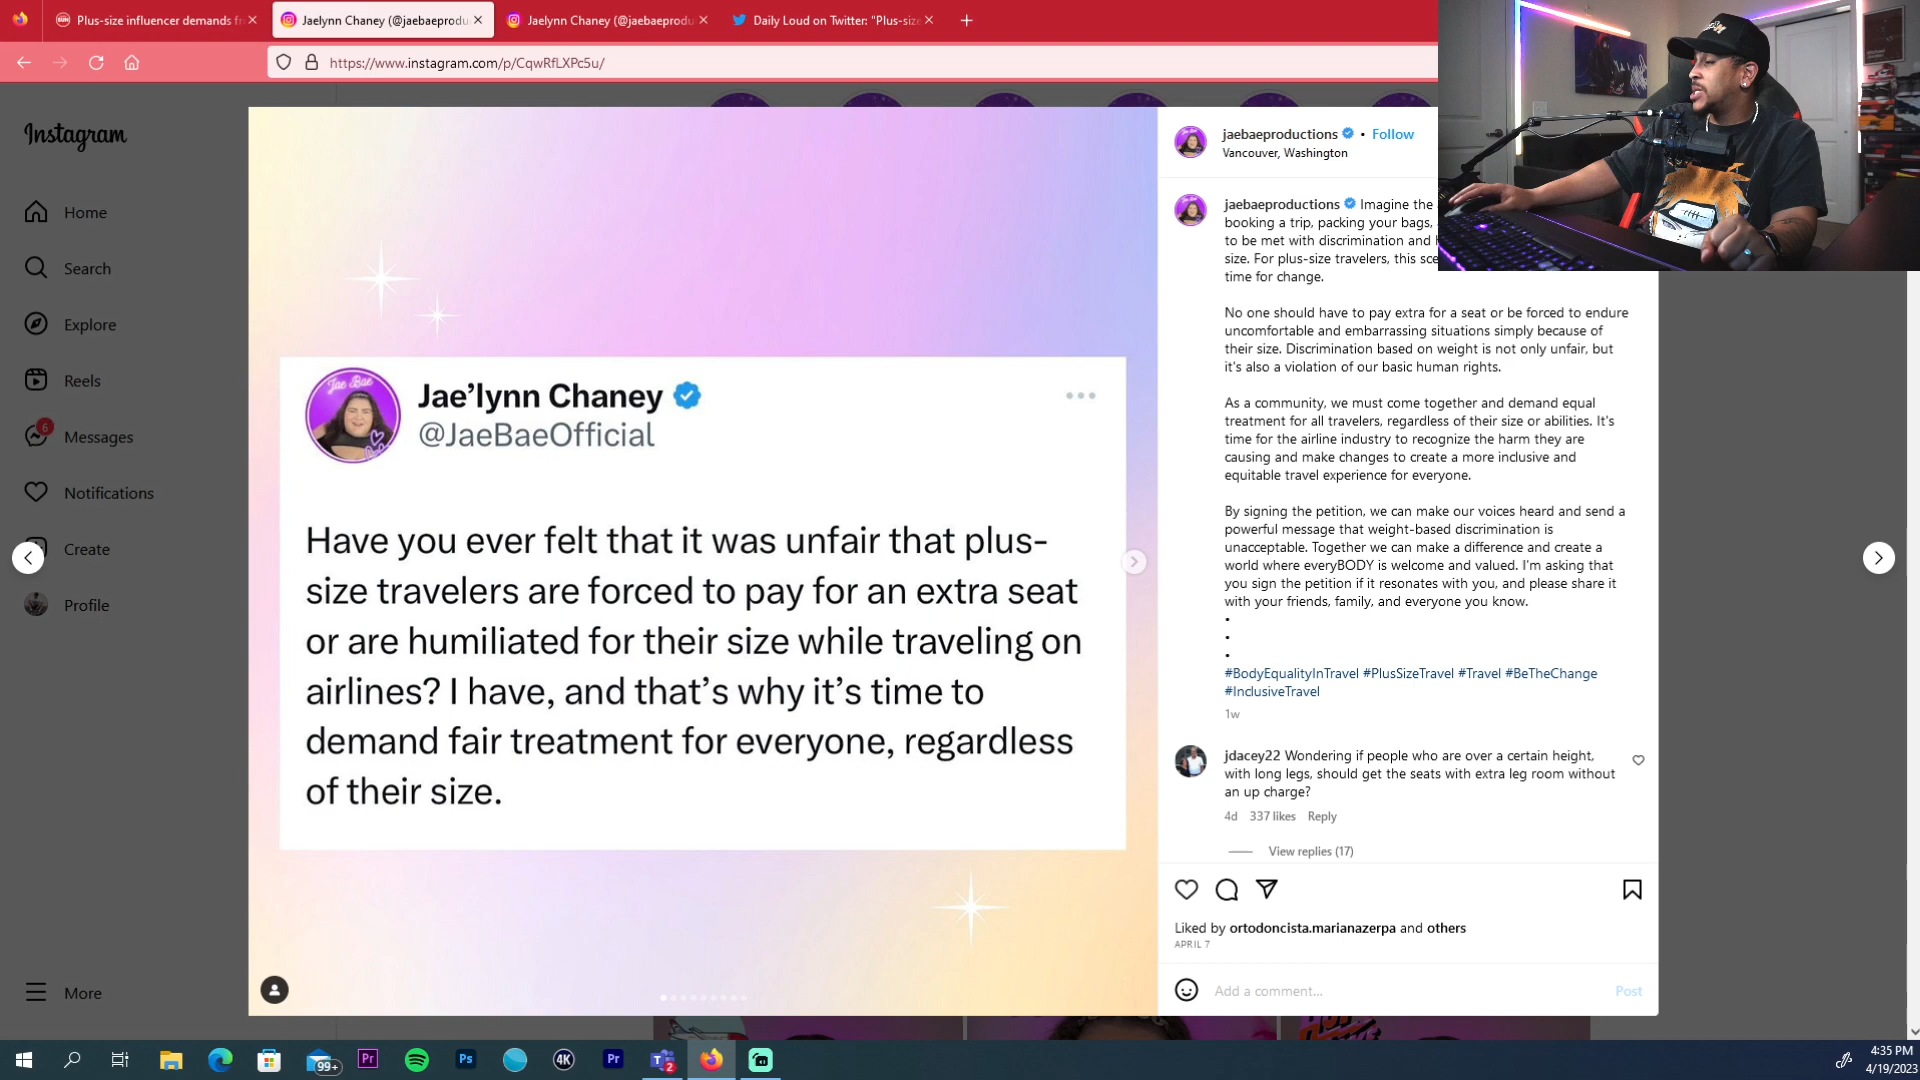 Plus-size influencer demands fr
Jaelynn Chaney (@jaebaeprodu
Jaelynn Chaney (@jaebaeprodu
Daily Loud on Twitter: "Plus-size
https://www.instagram.com/p/CqwRfLXPc5u/
Instagram
Home
Search
Explore
Reels
6
Messages
Notifications
Create
Profile
More
Jae Bae
Jae'lynn Chaney
@JaeBaeOfficial
Have you ever felt that it was unfair that plus-
size travelers are forced to pay for an extra seat
or are humiliated for their size while traveling on
airlines? I have, and that's why it's time to
demand fair treatment for everyone, regardless
of their size.
jaebaeproductions • Follow
Vancouver, Washington
jaebaeproductions Imagine the
booking a trip, packing your bags,
to be met with discrimination and
size. For plus-size travelers, this sce
time for change.
No one should have to pay extra for a seat or be forced to endure
uncomfortable and embarrassing situations simply because of
their size. Discrimination based on weight is not only unfair, but
it's also a violation of our basic human rights.
As a community, we must come together and demand equal
treatment for all travelers, regardless of their size or abilities. It's
time for the airline industry to recognize the harm they are
causing and make changes to create a more inclusive and
equitable travel experience for everyone.
By signing the petition, we can make our voices heard and send a
powerful message that weight-based discrimination is
unacceptable. Together we can make a difference and create a
world where everyBODY is welcome and valued. I'm asking that
you sign the petition if it resonates with you, and please share it
with your friends, family, and everyone you know.
•
•
•
#BodyEqualityInTravel #PlusSizeTravel #Travel #BeTheChange
#InclusiveTravel
1w
jdacey22 Wondering if people who are over a certain height,
with long legs, should get the seats with extra leg room without
an up charge?
4d 337 likes Reply
View replies (17)
Liked by ortodoncista.marianazerpa and others
APRIL 7
Add a comment...
Post
99+
Pr
Ps
4K
Pr
2
4:35 PM
4/19/2023